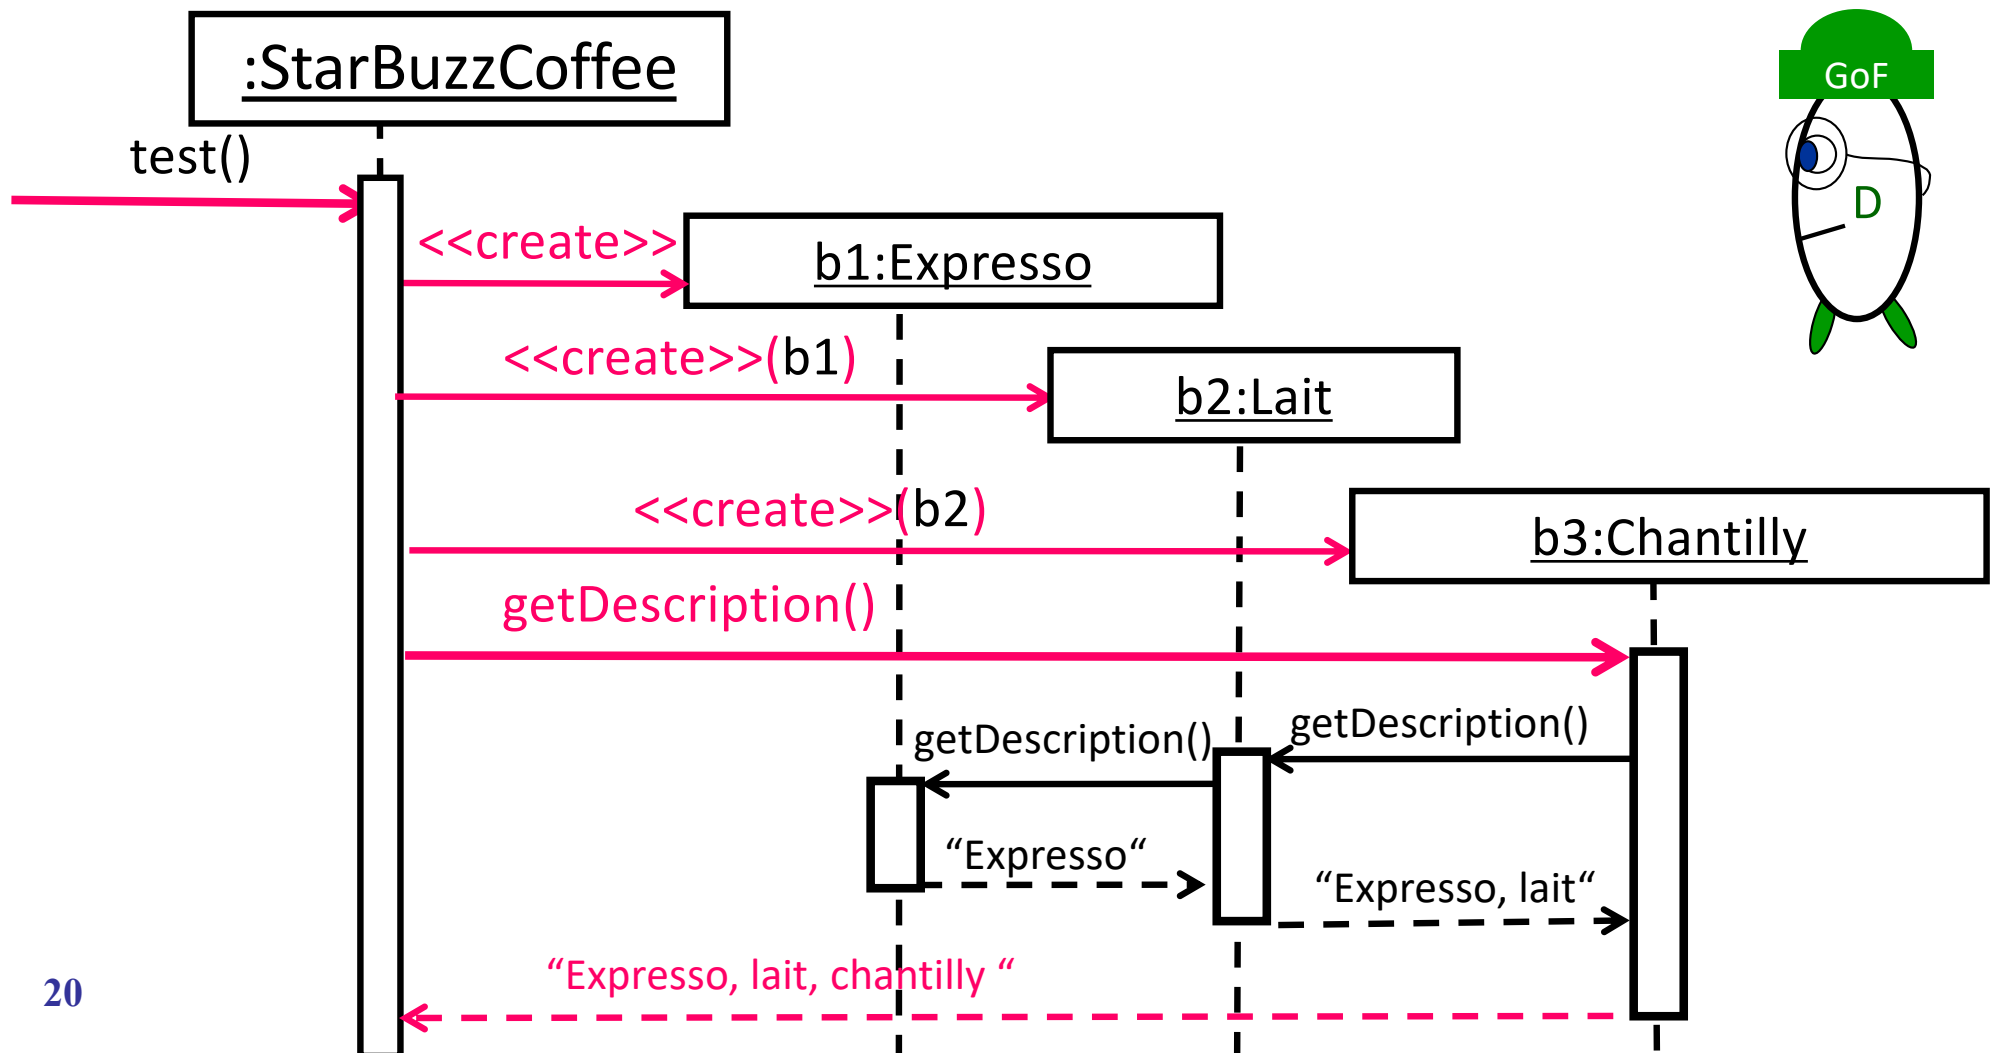 :StarBuzzCoffee
GoF
test()
D
<<create>>
b1:Expresso
<<create>>(b1)
b2:Lait
<<create>>(b2)
b3:Chantilly
getDescription()
getDescription()
getDescription()
“Expresso“
“Expresso, lait“
“Expresso, lait, chantilly “
20